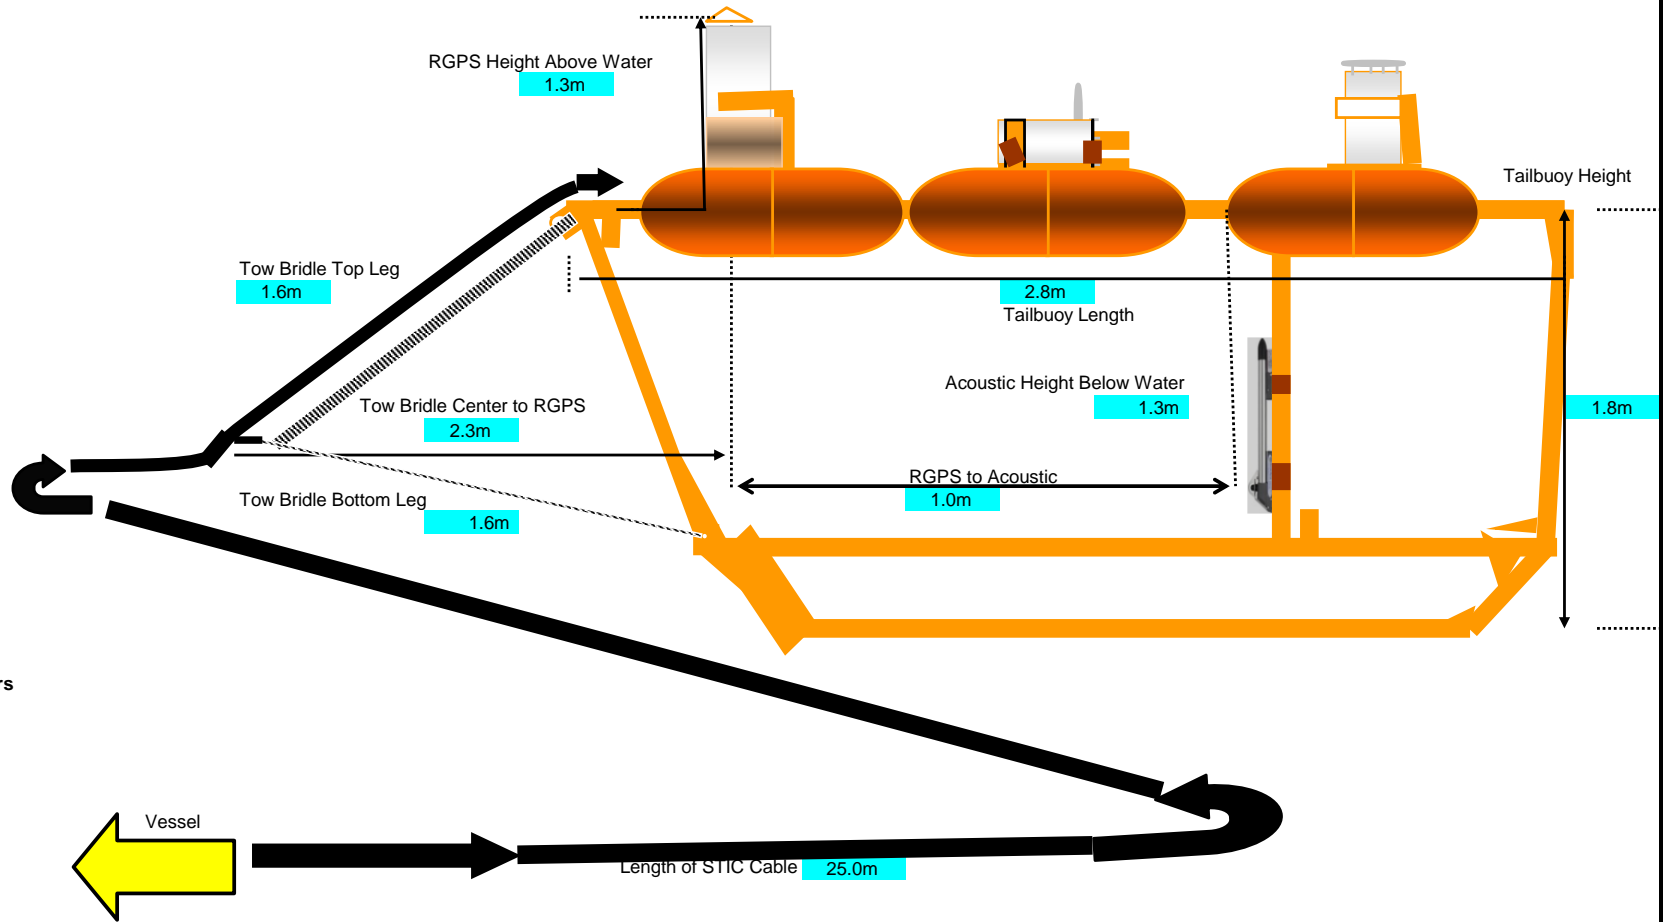 RGPS Height Above Water
1.3m
Tailbuoy Height
Tow Bridle Top Leg
1.6m
2.8m
Tailbuoy Length
Acoustic Height Below Water
1.3m
1.8m
Tow Bridle Center to RGPS
2.3m
RGPS to Acoustic
1.0m
Tow Bridle Bottom Leg
1.6m
rs
Vessel
Length of STIC Cable
25.0m